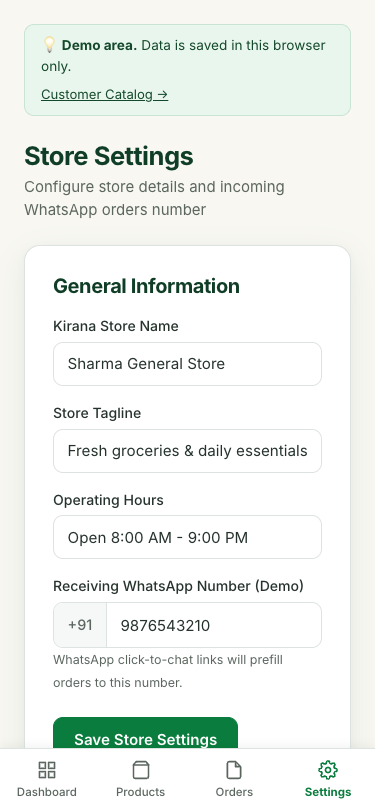 💡 Demo area. Data is saved in this browser
only.
Customer Catalog →
Store Settings
Configure store details and incoming
WhatsApp orders number
General Information
Kirana Store Name
Sharma General Store
Store Tagline
Fresh groceries & daily essentials
Operating Hours
Open 8:00 AM - 9:00 PM
Receiving WhatsApp Number (Demo)
+91 9876543210
WhatsApp click-to-chat links will prefill
orders to this number.
Save Store Settings
Dashboard Products Orders Settings